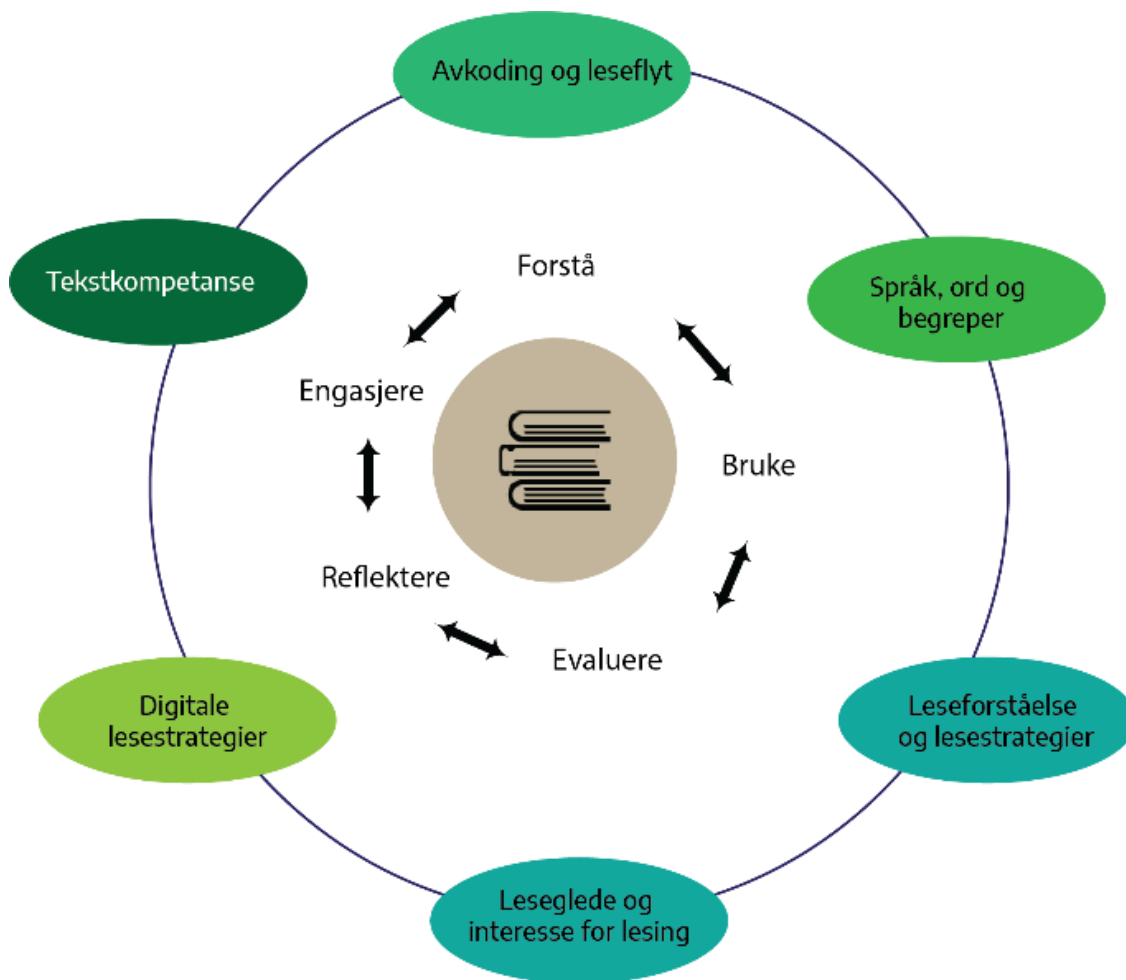 Avkoding og leseflyt
Tekstkompetanse
Språk, ord og
begreper
Forstå
Engasjere
Bruke
Reflektere
Evaluere
Digitale
lesestrategier
Leseforståelse
og lesestrategier
Leseglede og
interesse for lesing